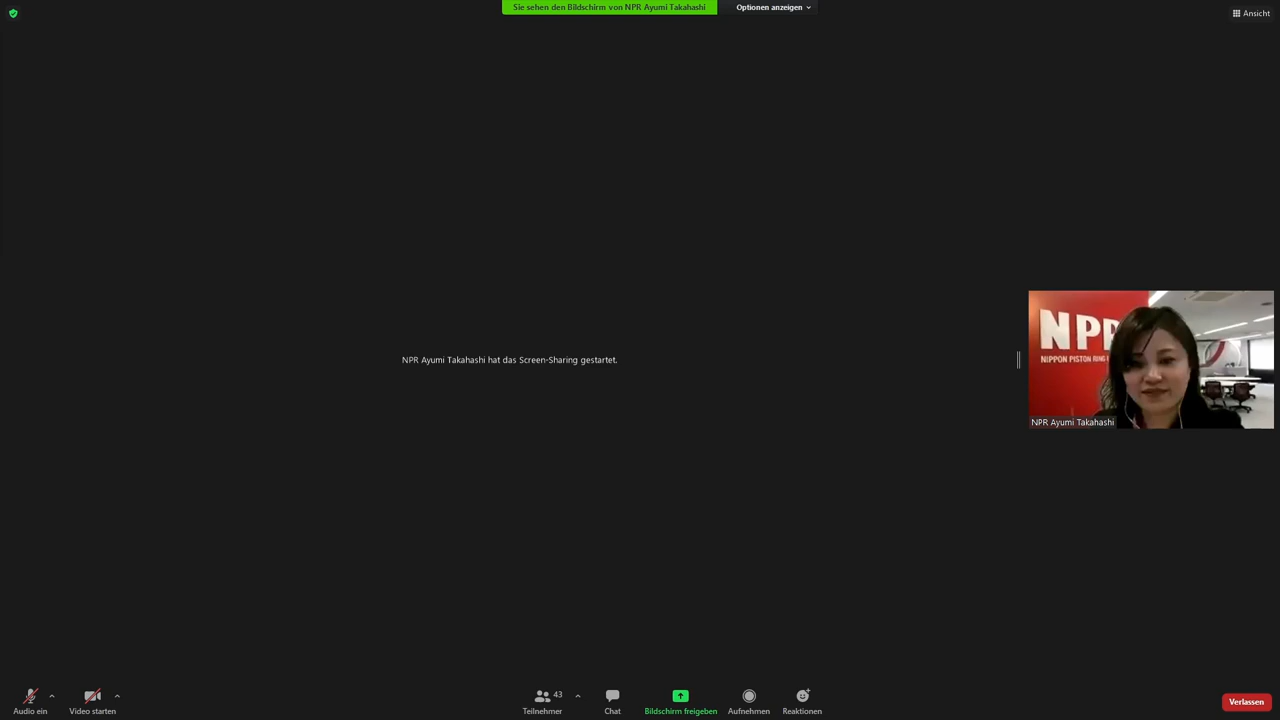 Sie sehen den Bildschirm von NPR Ayumi Takahashi
Optionen anzeigen
Ansicht
NPR Ayumi Takahashi hat das Screen-Sharing gestartet.
NPR
NIPPON PISTON RING
NPR Ayumi Takahashi
Audio ein
Video starten
43
Teilnehmer
Chat
Bildschirm freigeben
Aufnehmen
Reaktionen
Verlassen